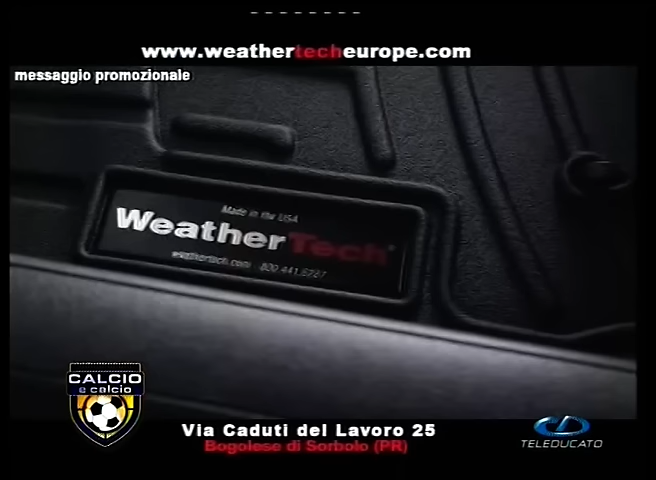 www.weathertecheurope.com
messaggio promozionale
Made in the USA
WeatherTech®
weathertech.com 800.441.6287
CALCIO
e calcio
Via Caduti del Lavoro 25
Bogolese di Sorbolo (PR)
TELEDUCATO